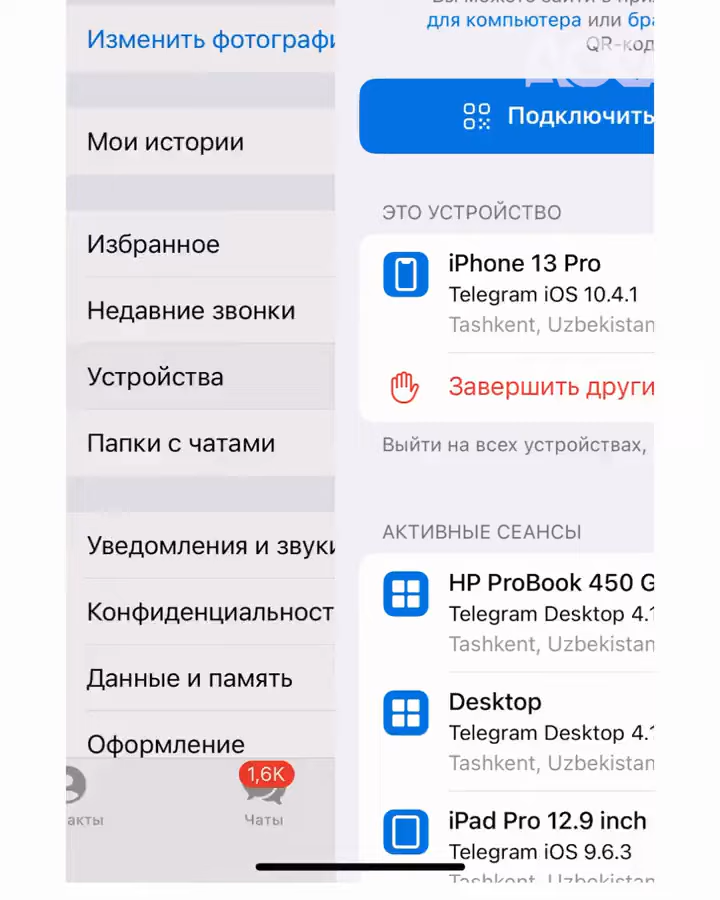 Изменить фотографи
Мои истории
Избранное
Недавние звонки
Устройства
Папки с чатами
Уведомления и звуки
Конфиденциальност
Данные и память
Оформление
1,6K
акты
Чаты
для компьютера или бра
QR-код
Подключить
ЭТО УСТРОЙСТВО
iPhone 13 Pro
Telegram iOS 10.4.1
Tashkent, Uzbekistan
Завершить други
Выйти на всех устройствах,
АКТИВНЫЕ СЕАНСЫ
HP ProBook 450 G
Telegram Desktop 4.1
Tashkent, Uzbekistan
Desktop
Telegram Desktop 4.1
Tashkent, Uzbekistan
iPad Pro 12.9 inch
Telegram iOS 9.6.3
Tashkent, Uzbekistan